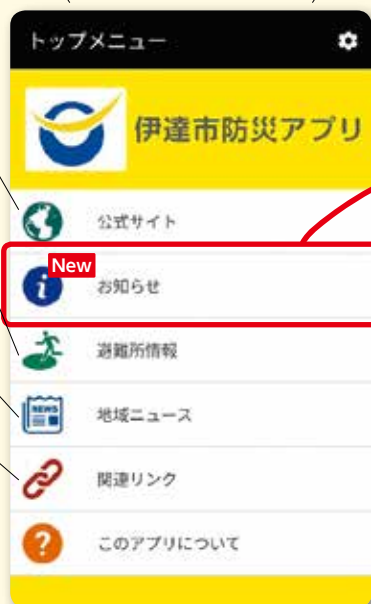 トップメニュー
伊達市防災アプリ
公式サイト
New
お知らせ
避難所情報
NEWS
地域ニュース
関連リンク
このアプリについて